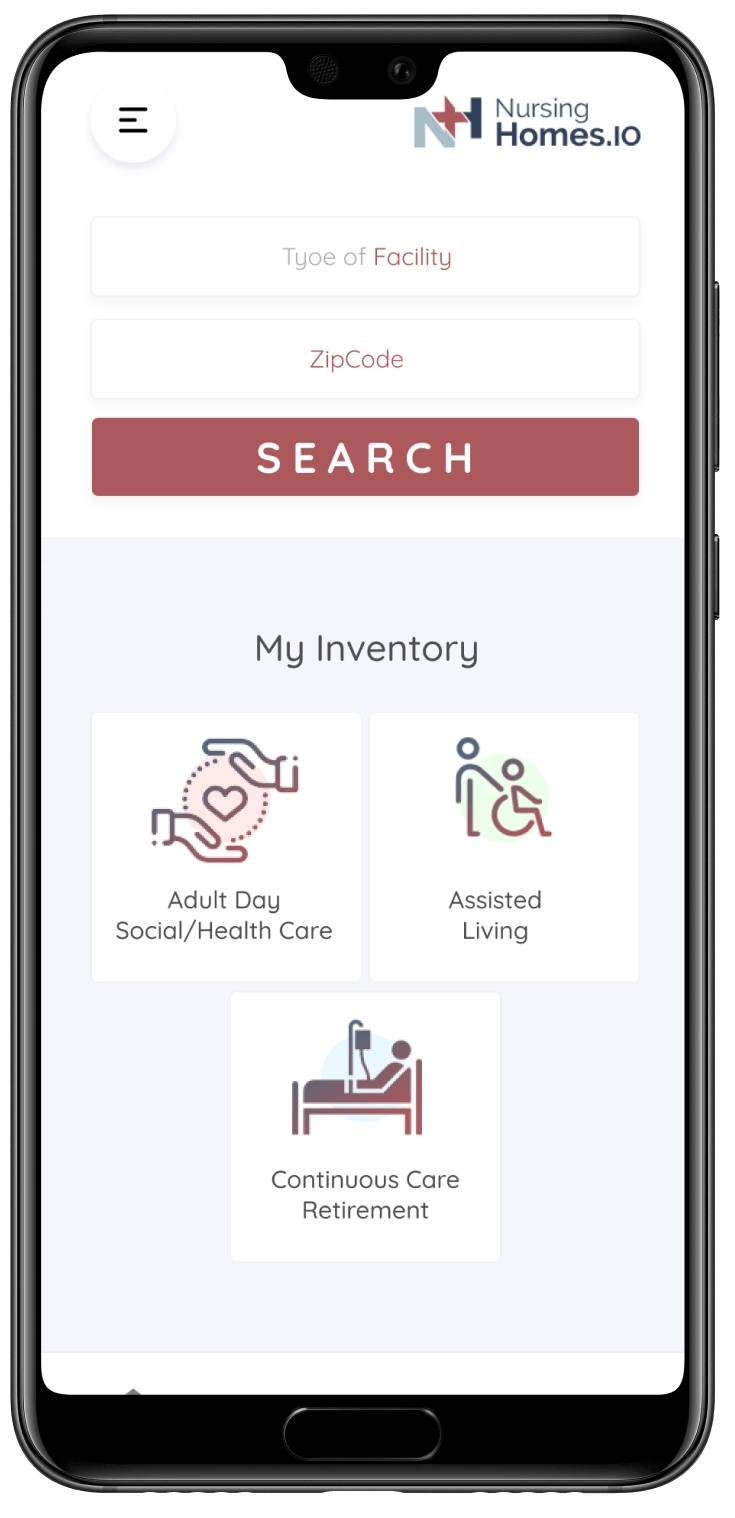 Nursing
Homes.IO
Tyoe of Facility
ZipCode
SEARCH
My Inventory
Adult Day
Social/Health Care
Assisted
Living
Continuous Care
Retirement